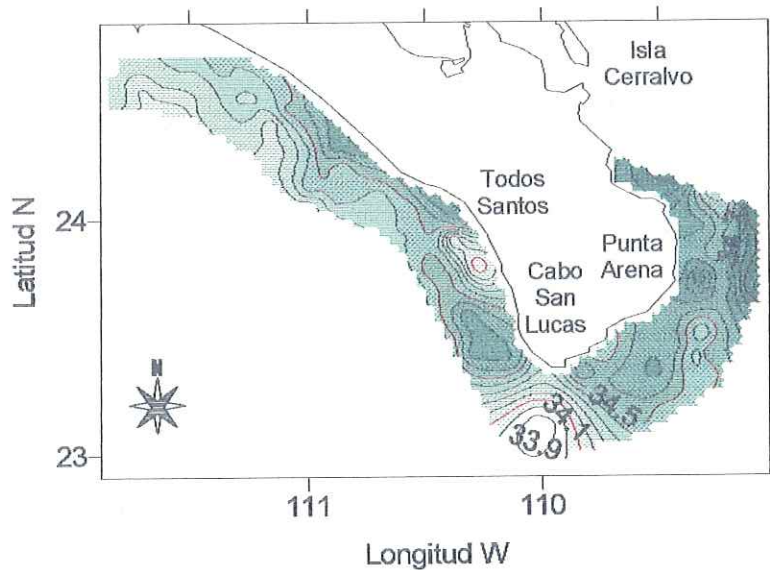 Isla
Cerralvo
Todos
Santos
Punta
Arena
Cabo
San
Lucas
34.5
34.1
33.9
N
24
23
Latitud N
111
110
Longitud W